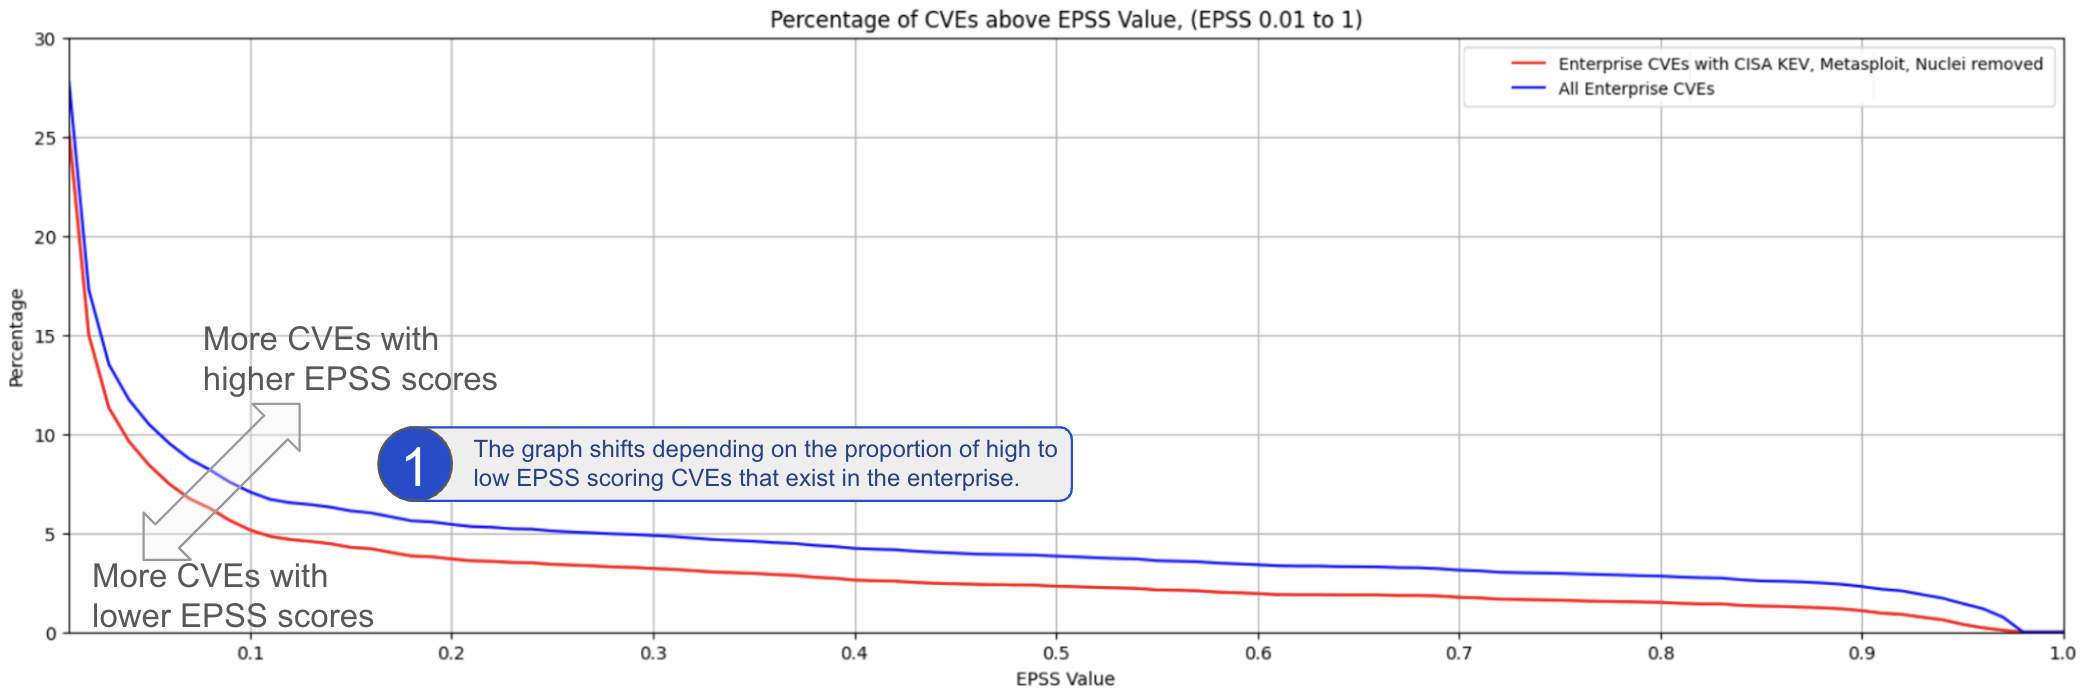 Percentage of CVEs above EPSS Value, (EPSS 0.01 to 1)
Enterprise CVEs with CISA KEV, Metasploit, Nuclei removed
All Enterprise CVEs
Percentage
30
25
20
15
10
5
0
More CVEs with
higher EPSS scores
1
The graph shifts depending on the proportion of high to
low EPSS scoring CVEs that exist in the enterprise.
More CVEs with
lower EPSS scores
0.1 0.2 0.3 0.4 0.5 0.6 0.7 0.8 0.9 1.0
EPSS Value